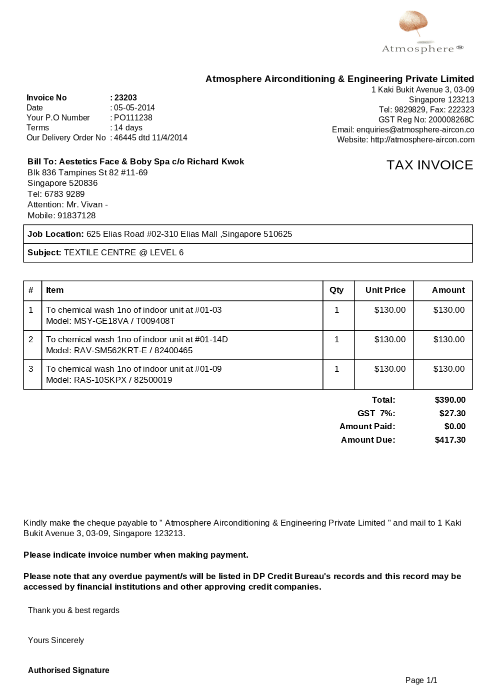 Atmosphere
Atmosphere Airconditioning & Engineering Private Limited
1 Kaki Bukit Avenue 3, 03-09
Singapore 123213
Tel: 9829829, Fax: 222323
GST Reg No: 200008268C
Email: enquiries@atmosphere-aircon.co
Website: http://atmosphere-aircon.com
Invoice No : 23203
Date : 05-05-2014
Your P.O Number : PO111238
Terms : 14 days
Our Delivery Order No : 46445 dtd 11/4/2014
TAX INVOICE
Bill To: Aestetics Face & Boby Spa c/o Richard Kwok
Blk 836 Tampines St 82 #11-69
Singapore 520836
Tel: 6783 9289
Attention: Mr. Vivan -
Mobile: 91837128
Job Location: 625 Elias Road #02-310 Elias Mall ,Singapore 510625
Subject: TEXTILE CENTRE @ LEVEL 6
# Item Qty Unit Price Amount
1 To chemical wash 1no of indoor unit at #01-03 1 $130.00 $130.00
Model: MSY-GE18VA / T009408T
2 To chemical wash 1no of indoor unit at #01-14D 1 $130.00 $130.00
Model: RAV-SM562KRT-E / 82400465
3 To chemical wash 1no of indoor unit at #01-09 1 $130.00 $130.00
Model: RAS-10SKPX / 82500019
Total: $390.00
GST 7%: $27.30
Amount Paid: $0.00
Amount Due: $417.30
Kindly make the cheque payable to " Atmosphere Airconditioning & Engineering Private Limited " and mail to 1 Kaki
Bukit Avenue 3, 03-09, Singapore 123213.
Please indicate invoice number when making payment.
Please note that any overdue payment/s will be listed in DP Credit Bureau's records and this record may be
accessed by financial institutions and other approving credit companies.
Thank you & best regards
Yours Sincerely
Authorised Signature
Page 1/1